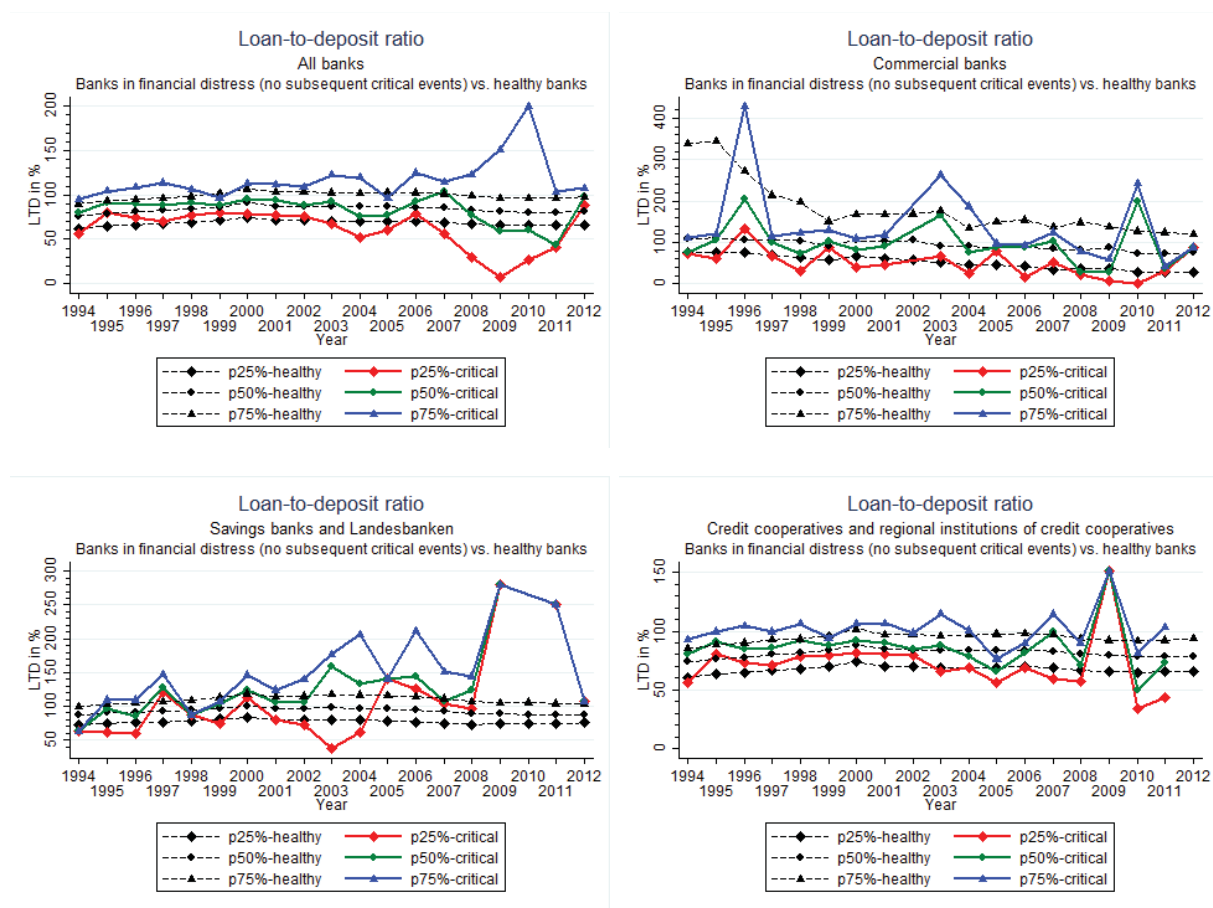 Loan-to-deposit ratio
All banks
Banks in financial distress (no subsequent critical events) vs. healthy banks
LTD in %
200
150
100
50
0
1994 1996 1998 2000 2002 2004 2006 2008 2010 2012
1995 1997 1999 2001 2003 2005 2007 2009 2011
Year
p25%-healthy p25%-critical
p50%-healthy p50%-critical
p75%-healthy p75%-critical
Loan-to-deposit ratio
Commercial banks
Banks in financial distress (no subsequent critical events) vs. healthy banks
LTD in %
400
300
200
100
0
1994 1996 1998 2000 2002 2004 2006 2008 2010 2012
1995 1997 1999 2001 2003 2005 2007 2009 2011
Year
p25%-healthy p25%-critical
p50%-healthy p50%-critical
p75%-healthy p75%-critical
Loan-to-deposit ratio
Savings banks and Landesbanken
Banks in financial distress (no subsequent critical events) vs. healthy banks
LTD in %
300
250
200
150
100
50
1994 1996 1998 2000 2002 2004 2006 2008 2010 2012
1995 1997 1999 2001 2003 2005 2007 2009 2011
Year
p25%-healthy p25%-critical
p50%-healthy p50%-critical
p75%-healthy p75%-critical
Loan-to-deposit ratio
Credit cooperatives and regional institutions of credit cooperatives
Banks in financial distress (no subsequent critical events) vs. healthy banks
LTD in %
150
100
50
0
1994 1996 1998 2000 2002 2004 2006 2008 2010 2012
1995 1997 1999 2001 2003 2005 2007 2009 2011
Year
p25%-healthy p25%-critical
p50%-healthy p50%-critical
p75%-healthy p75%-critical